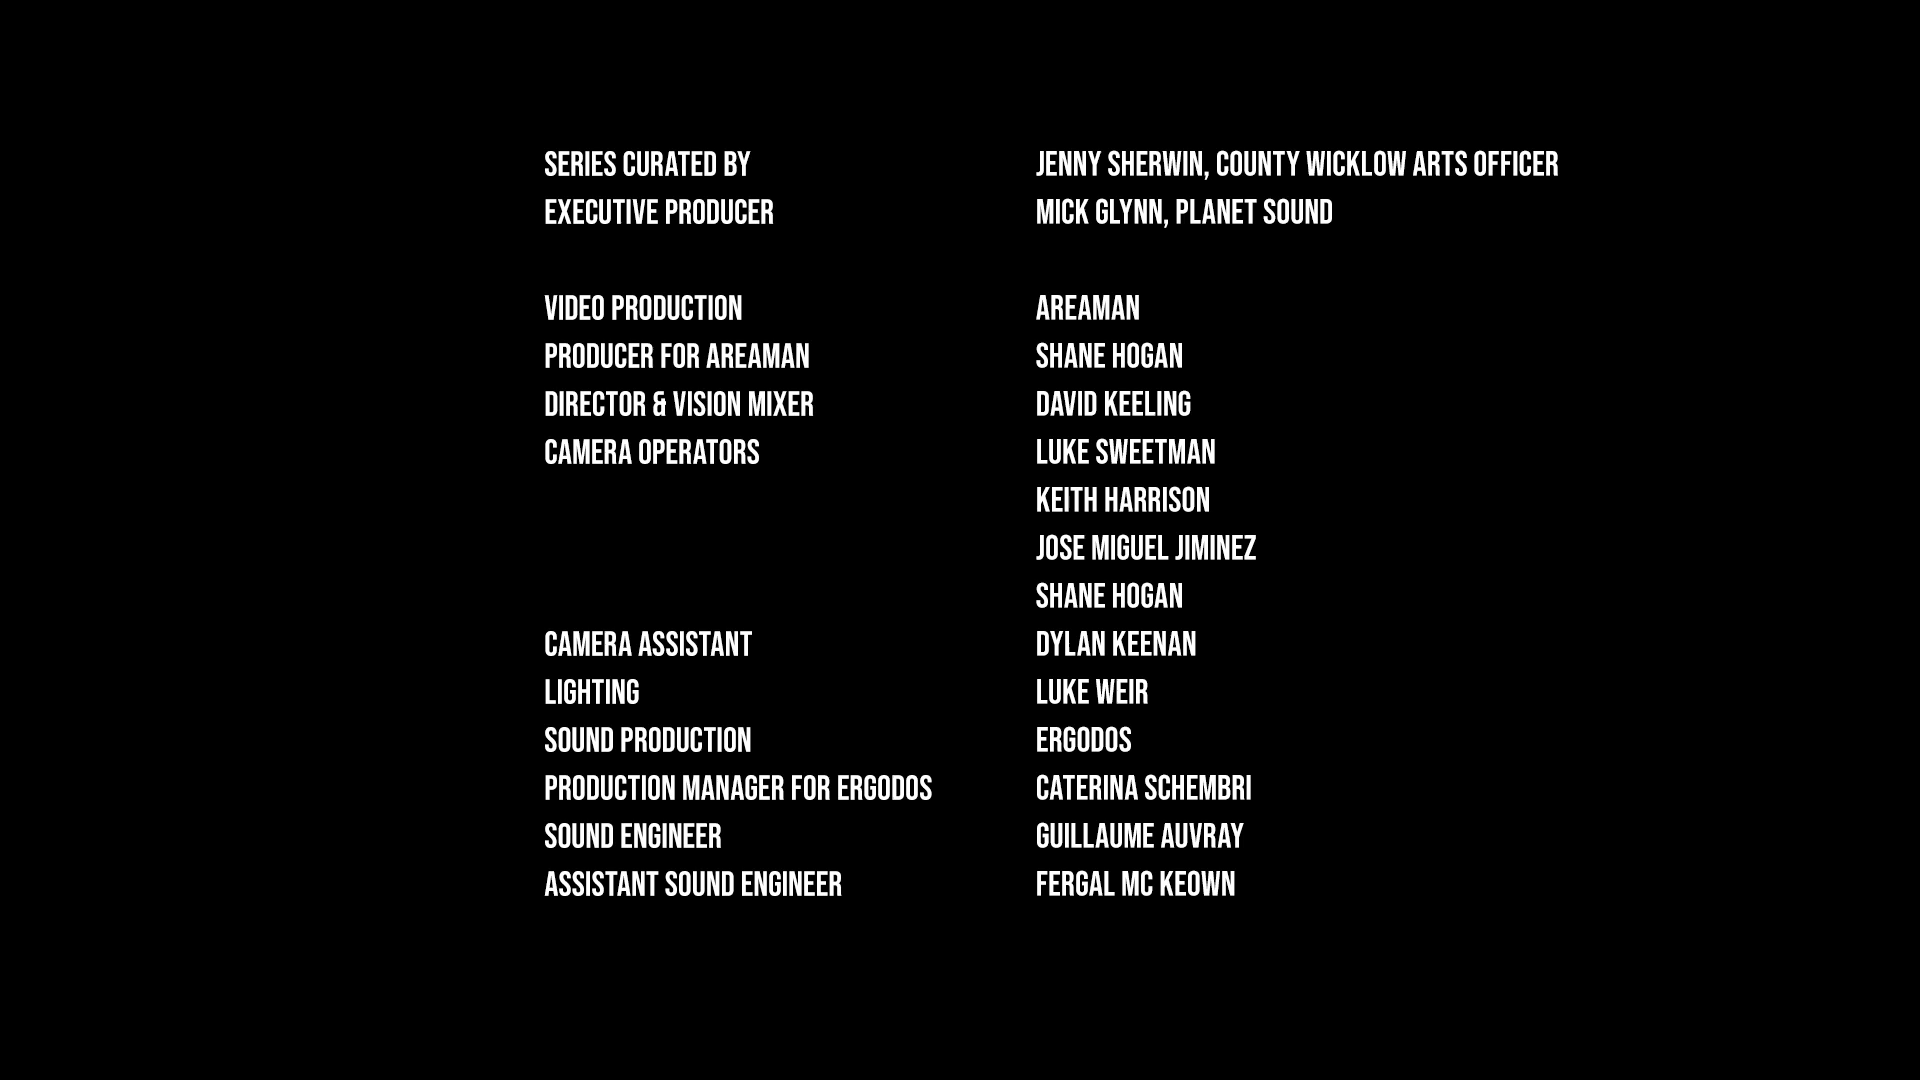 SERIES CURATED BY JENNY SHERWIN, COUNTY WICKLOW ARTS OFFICER
EXECUTIVE PRODUCER MICK GLYNN, PLANET SOUND
VIDEO PRODUCTION AREAMAN
PRODUCER FOR AREAMAN SHANE HOGAN
DIRECTOR & VISION MIXER DAVID KEELING
CAMERA OPERATORS LUKE SWEETMAN
KEITH HARRISON
JOSE MIGUEL JIMINEZ
SHANE HOGAN
CAMERA ASSISTANT DYLAN KEENAN
LIGHTING LUKE WEIR
SOUND PRODUCTION ERGODOS
PRODUCTION MANAGER FOR ERGODOS CATERINA SCHEMBRI
SOUND ENGINEER GUILLAUME AUVRAY
ASSISTANT SOUND ENGINEER FERGAL MC KEOWN